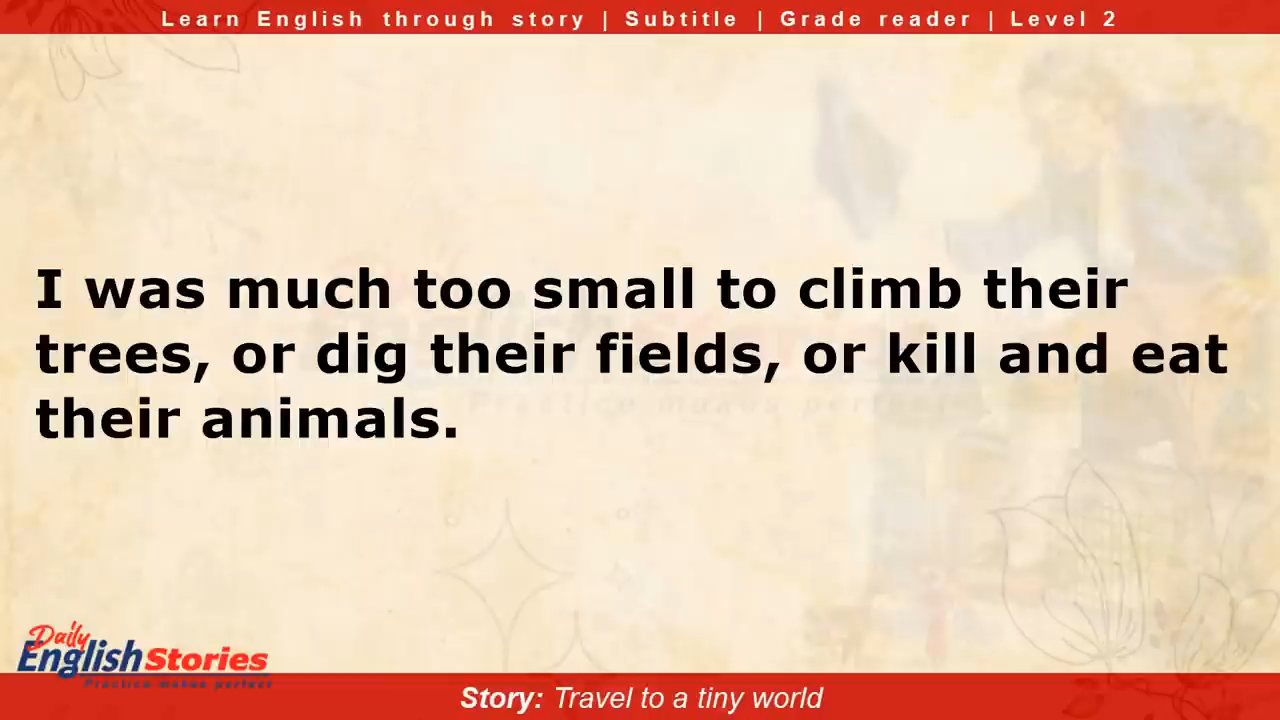 Learn English through story | Subtitle | Grade reader | Level 2
I was much too small to climb their
trees, or dig their fields, or kill and eat
their animals.
Daily
English Stories
Practice makes perfect
Story: Travel to a tiny world